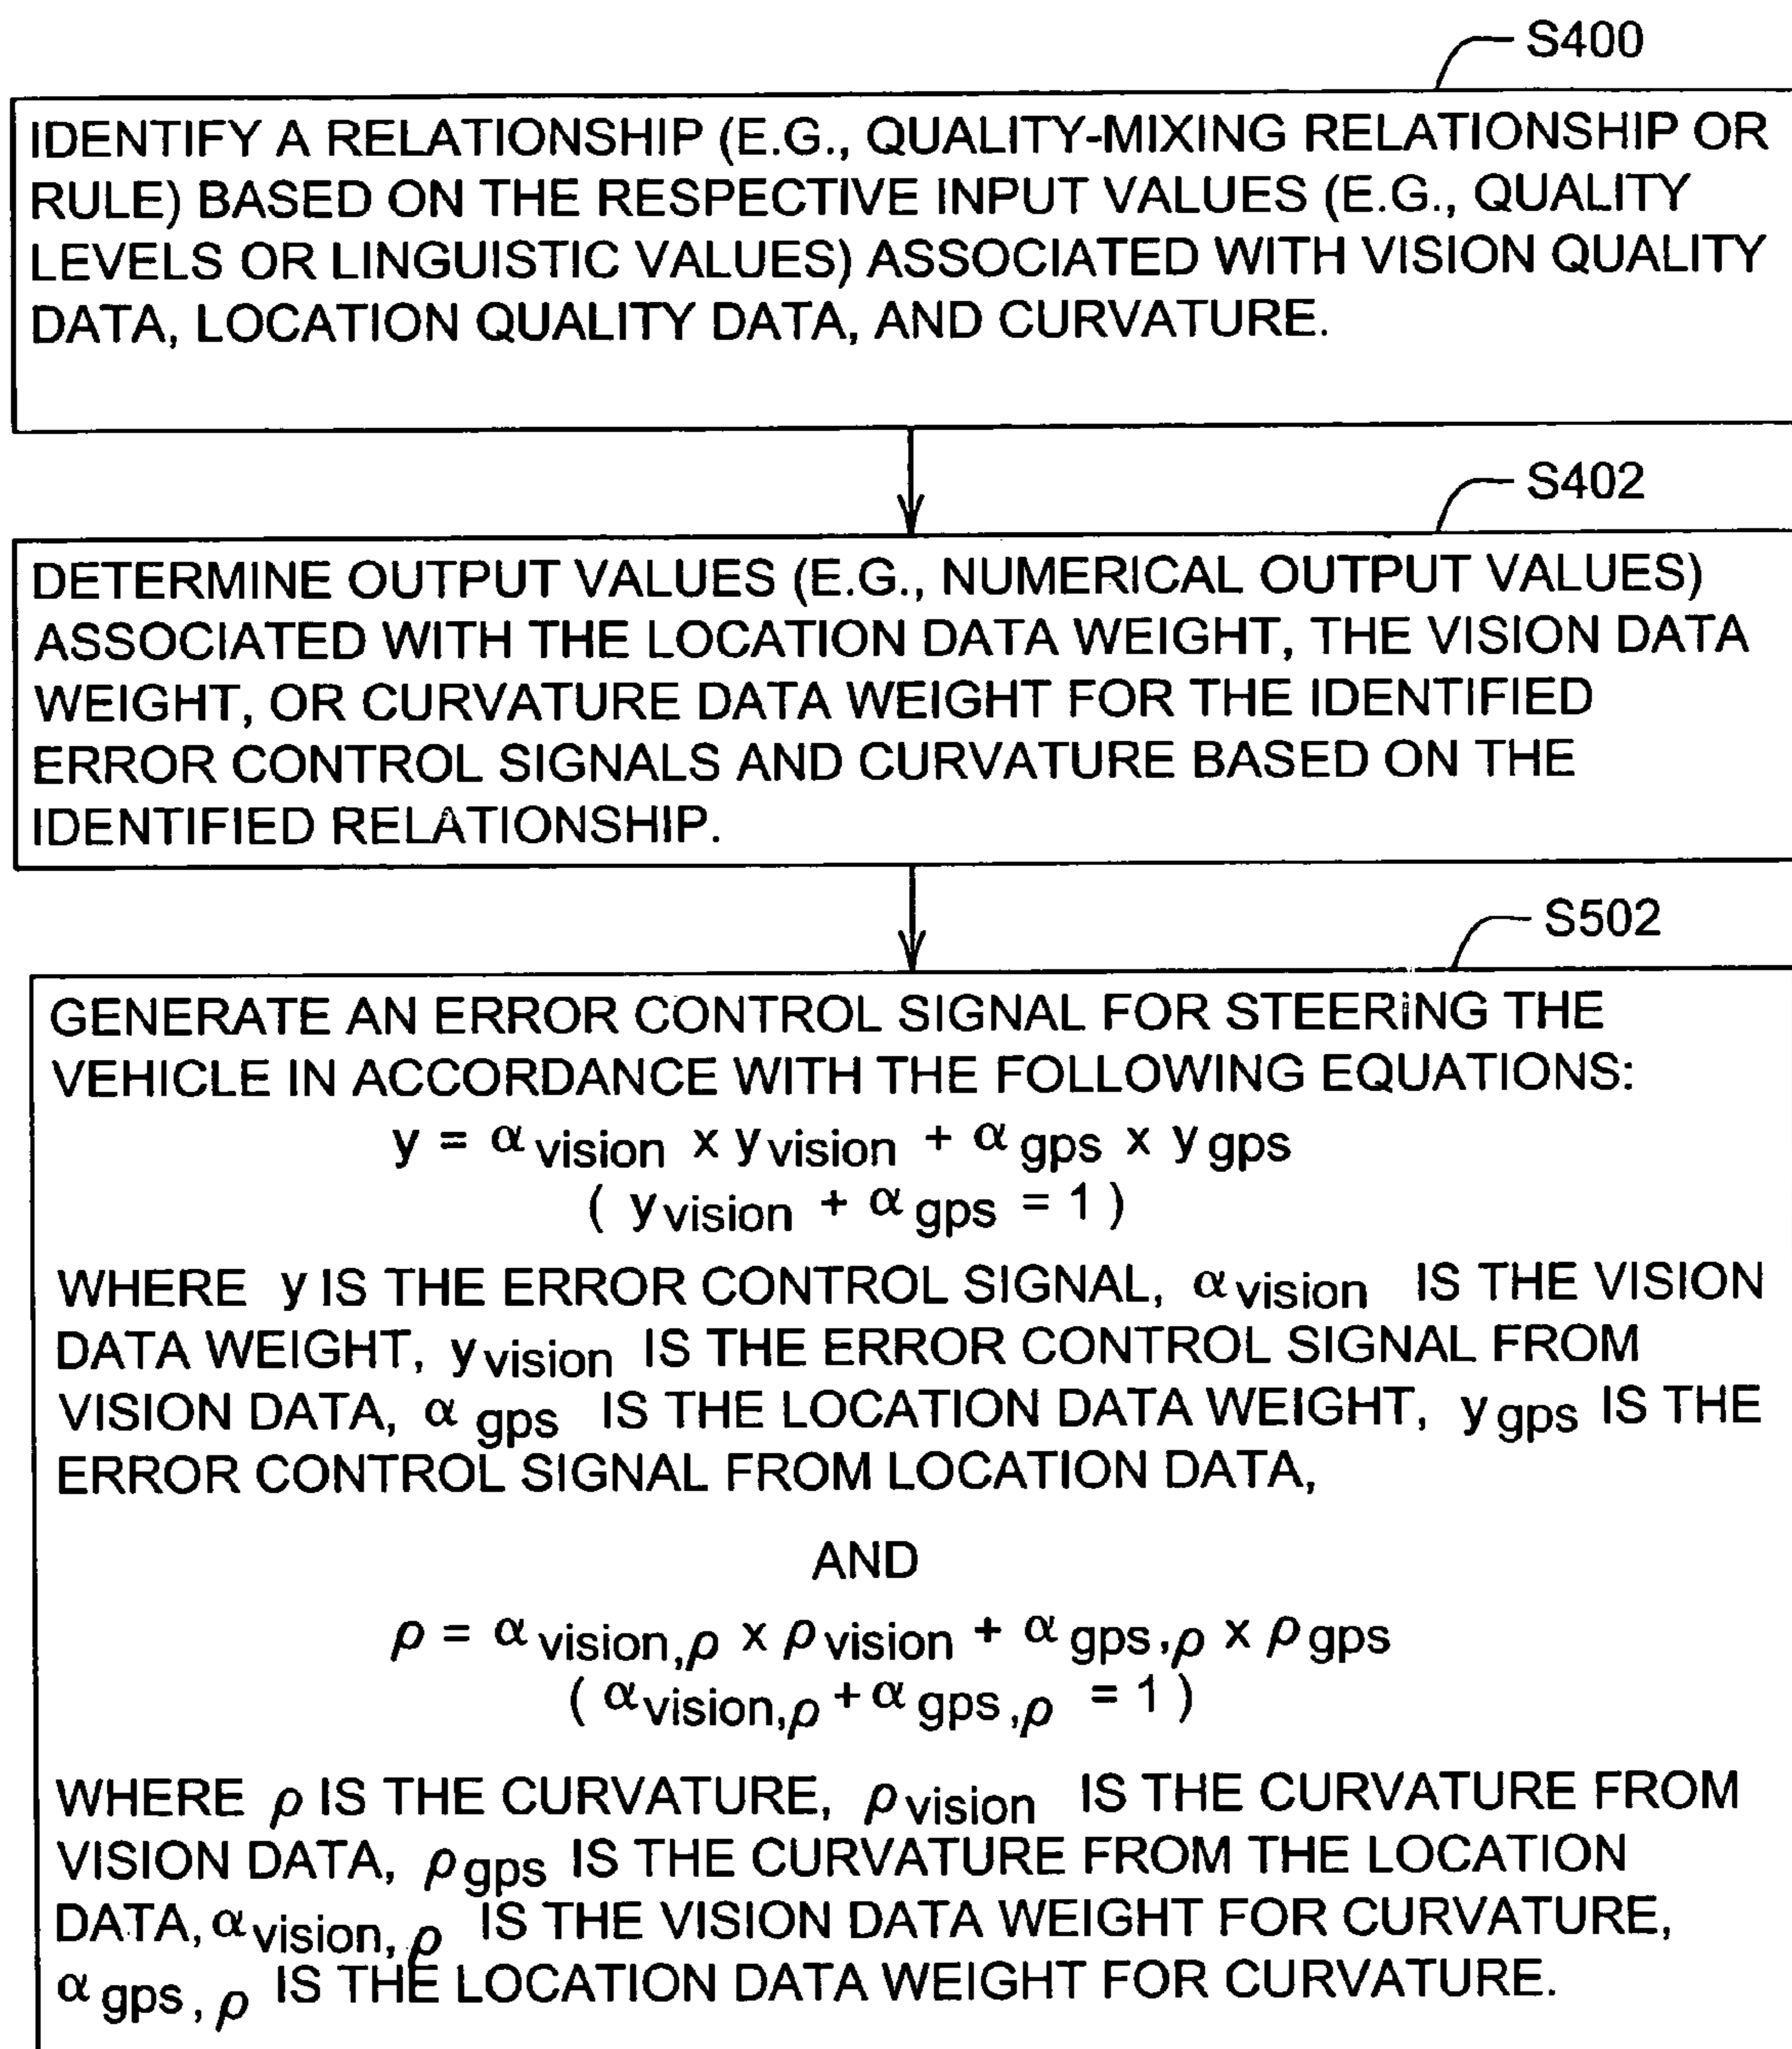 S400
IDENTIFY A RELATIONSHIP (E.G., QUALITY-MIXING RELATIONSHIP OR
RULE) BASED ON THE RESPECTIVE INPUT VALUES (E.G., QUALITY
LEVELS OR LINGUISTIC VALUES) ASSOCIATED WITH VISION QUALITY
DATA, LOCATION QUALITY DATA, AND CURVATURE.
S402
DETERMINE OUTPUT VALUES (E.G., NUMERICAL OUTPUT VALUES)
ASSOCIATED WITH THE LOCATION DATA WEIGHT, THE VISION DATA
WEIGHT, OR CURVATURE DATA WEIGHT FOR THE IDENTIFIED
ERROR CONTROL SIGNALS AND CURVATURE BASED ON THE
IDENTIFIED RELATIONSHIP.
S502
GENERATE AN ERROR CONTROL SIGNAL FOR STEERING THE
VEHICLE IN ACCORDANCE WITH THE FOLLOWING EQUATIONS:
y = α vision x y vision + α gps x y gps
( y vision + α gps = 1 )
WHERE y IS THE ERROR CONTROL SIGNAL, α vision IS THE VISION
DATA WEIGHT, y vision IS THE ERROR CONTROL SIGNAL FROM
VISION DATA, α gps IS THE LOCATION DATA WEIGHT, y gps IS THE
ERROR CONTROL SIGNAL FROM LOCATION DATA,
AND
ρ = α vision,ρ x ρ vision + α gps,ρ x ρ gps
( α vision,ρ + α gps,ρ = 1 )
WHERE ρ IS THE CURVATURE, ρ vision IS THE CURVATURE FROM
VISION DATA, ρ gps IS THE CURVATURE FROM THE LOCATION
DATA, α vision, ρ IS THE VISION DATA WEIGHT FOR CURVATURE,
α gps, ρ IS THE LOCATION DATA WEIGHT FOR CURVATURE.